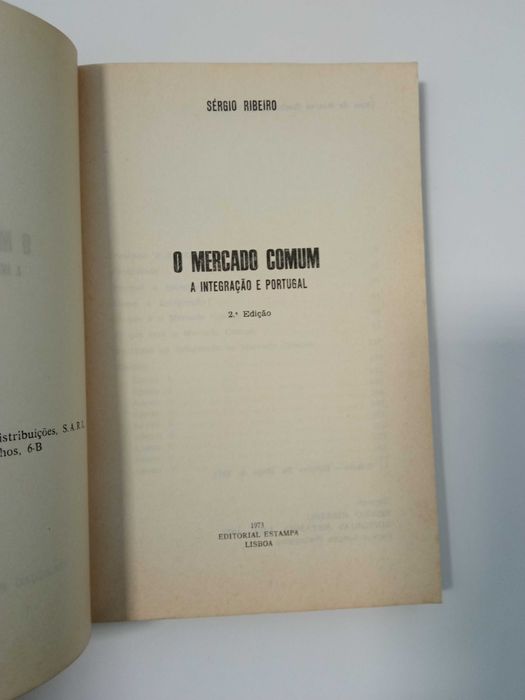 istribuições, S.A.R.L.
hos, 6-B
SÉRGIO RIBEIRO
O MERCADO COMUM
A INTEGRAÇÃO E PORTUGAL
2.ª Edição
1973
EDITORIAL ESTAMPA
LISBOA